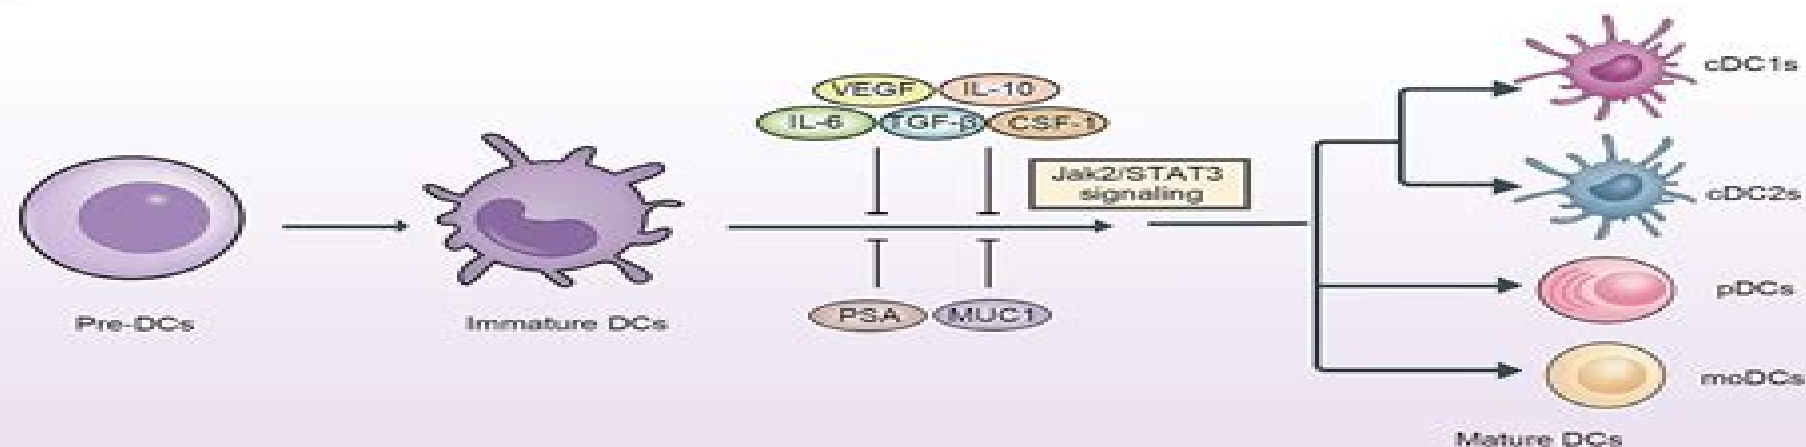 VEGF
IL-10
IL-6
TGF-β
CSF-1
Jak2/STAT3
signaling
PSA
MUC1
Pre-DCs
Immature DCs
cDC1s
cDC2s
pDCs
moDCs
Mature DCs